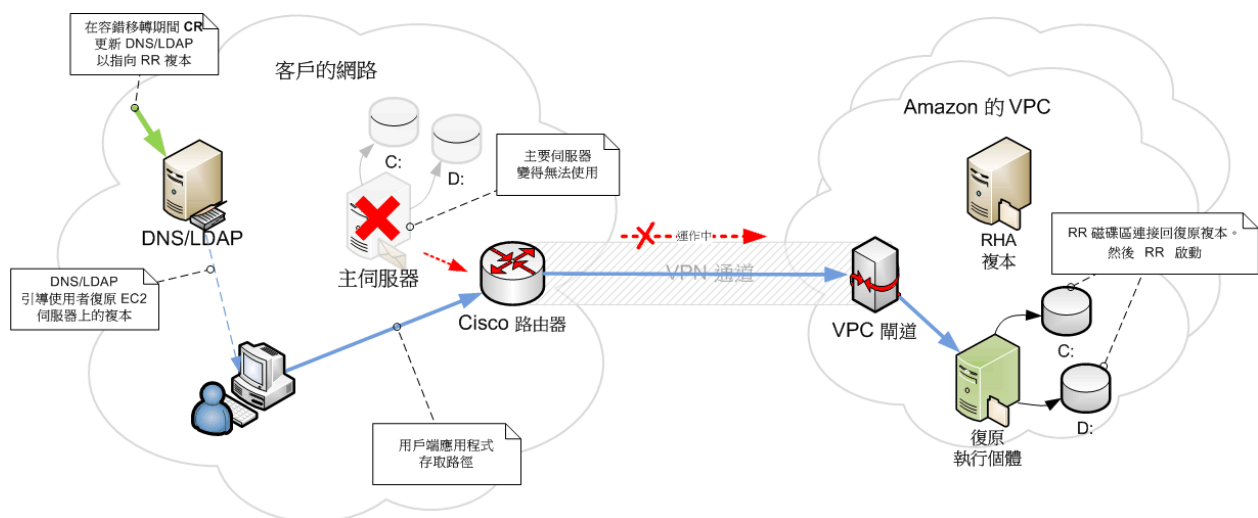 在容錯移轉期間 CR
更新 DNS/LDAP
以指向 RR 複本
客戶的網路
C:
D:
主要伺服器
變得無法使用
DNS/LDAP
主伺服器
DNS/LDAP
引導使用者復原 EC2
伺服器上的複本
Cisco 路由器
用戶端應用程式
存取路徑
運作中
VPN 通道
Amazon 的 VPC
RHA
複本
RR 磁碟區連接回復原複本。
然後 RR 啟動
VPC 閘道
C:
D:
復原
執行個體